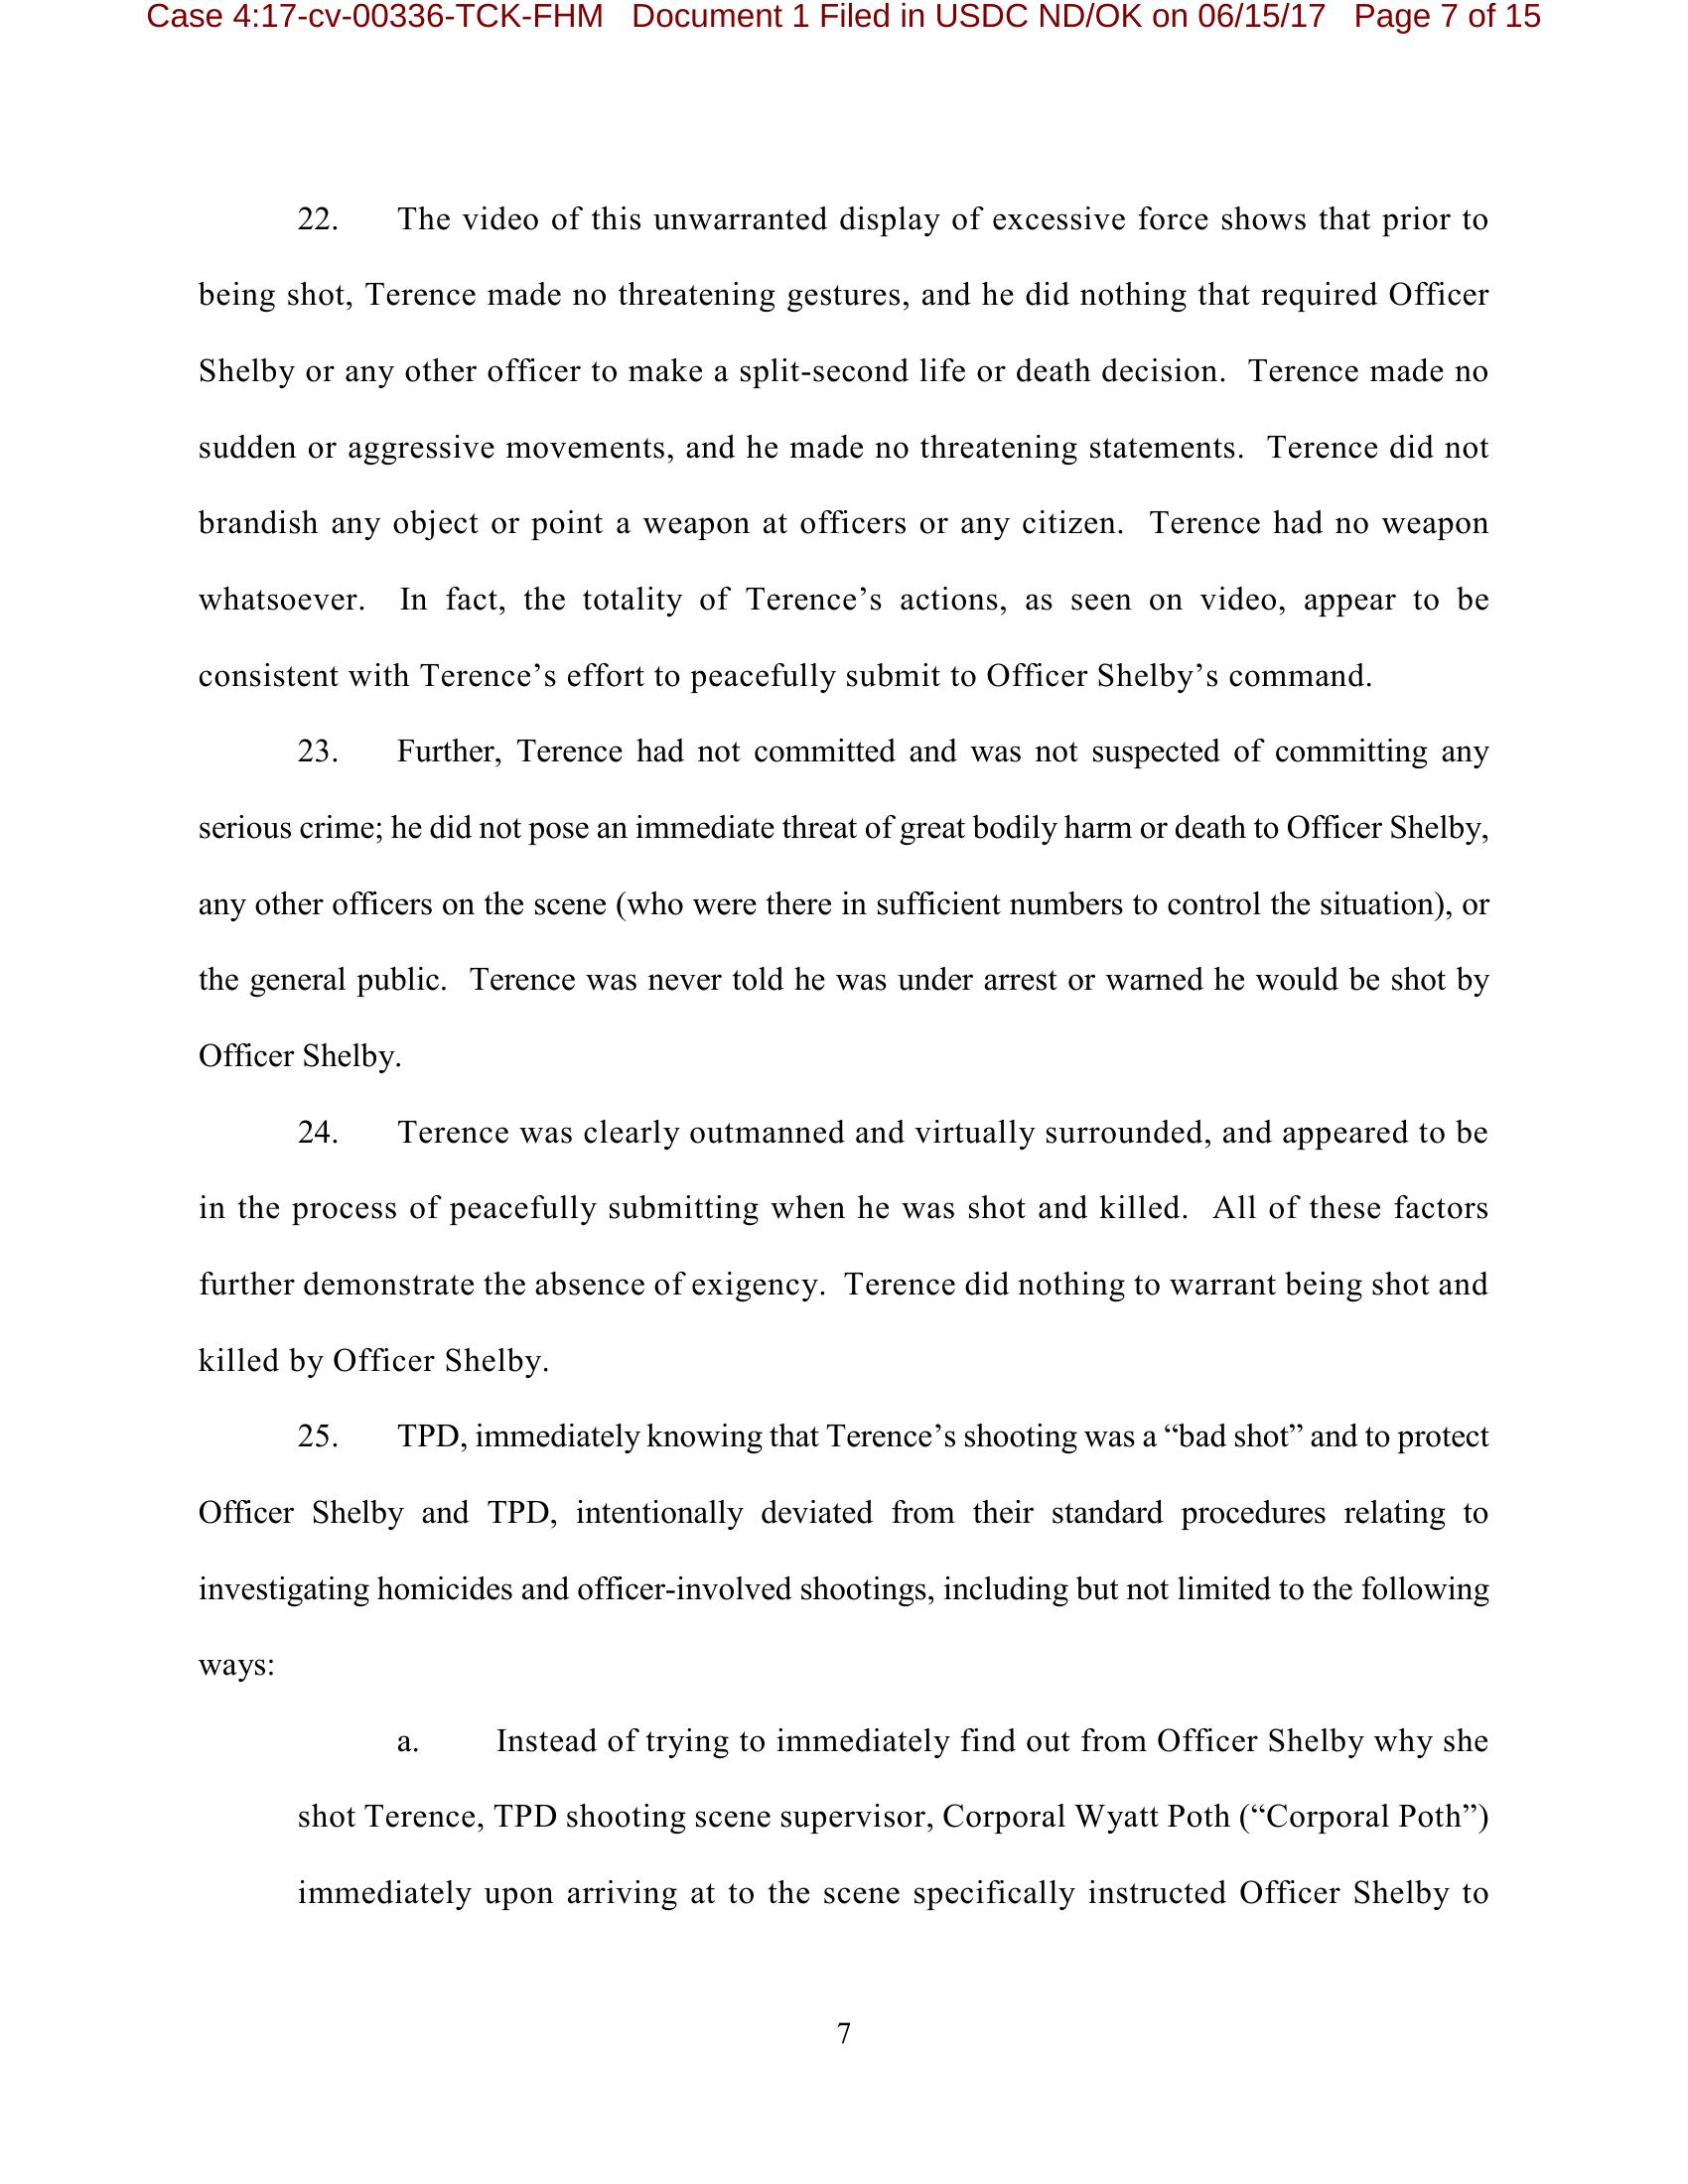 Case 4:17-cv-00336-TCK-FHM Document 1 Filed in USDC ND/OK on 06/15/17 Page 7 of 15
22. The video of this unwarranted display of excessive force shows that prior to
being shot, Terence made no threatening gestures, and he did nothing that required Officer
Shelby or any other officer to make a split-second life or death decision. Terence made no
sudden or aggressive movements, and he made no threatening statements. Terence did not
brandish any object or point a weapon at officers or any citizen. Terence had no weapon
whatsoever. In fact, the totality of Terence’s actions, as seen on video, appear to be
consistent with Terence’s effort to peacefully submit to Officer Shelby’s command.
23. Further, Terence had not committed and was not suspected of committing any
serious crime; he did not pose an immediate threat of great bodily harm or death to Officer Shelby,
any other officers on the scene (who were there in sufficient numbers to control the situation), or
the general public. Terence was never told he was under arrest or warned he would be shot by
Officer Shelby.
24. Terence was clearly outmanned and virtually surrounded, and appeared to be
in the process of peacefully submitting when he was shot and killed. All of these factors
further demonstrate the absence of exigency. Terence did nothing to warrant being shot and
killed by Officer Shelby.
25. TPD, immediately knowing that Terence’s shooting was a “bad shot” and to protect
Officer Shelby and TPD, intentionally deviated from their standard procedures relating to
investigating homicides and officer-involved shootings, including but not limited to the following
ways:
a. Instead of trying to immediately find out from Officer Shelby why she
shot Terence, TPD shooting scene supervisor, Corporal Wyatt Poth (“Corporal Poth”)
immediately upon arriving at to the scene specifically instructed Officer Shelby to
7